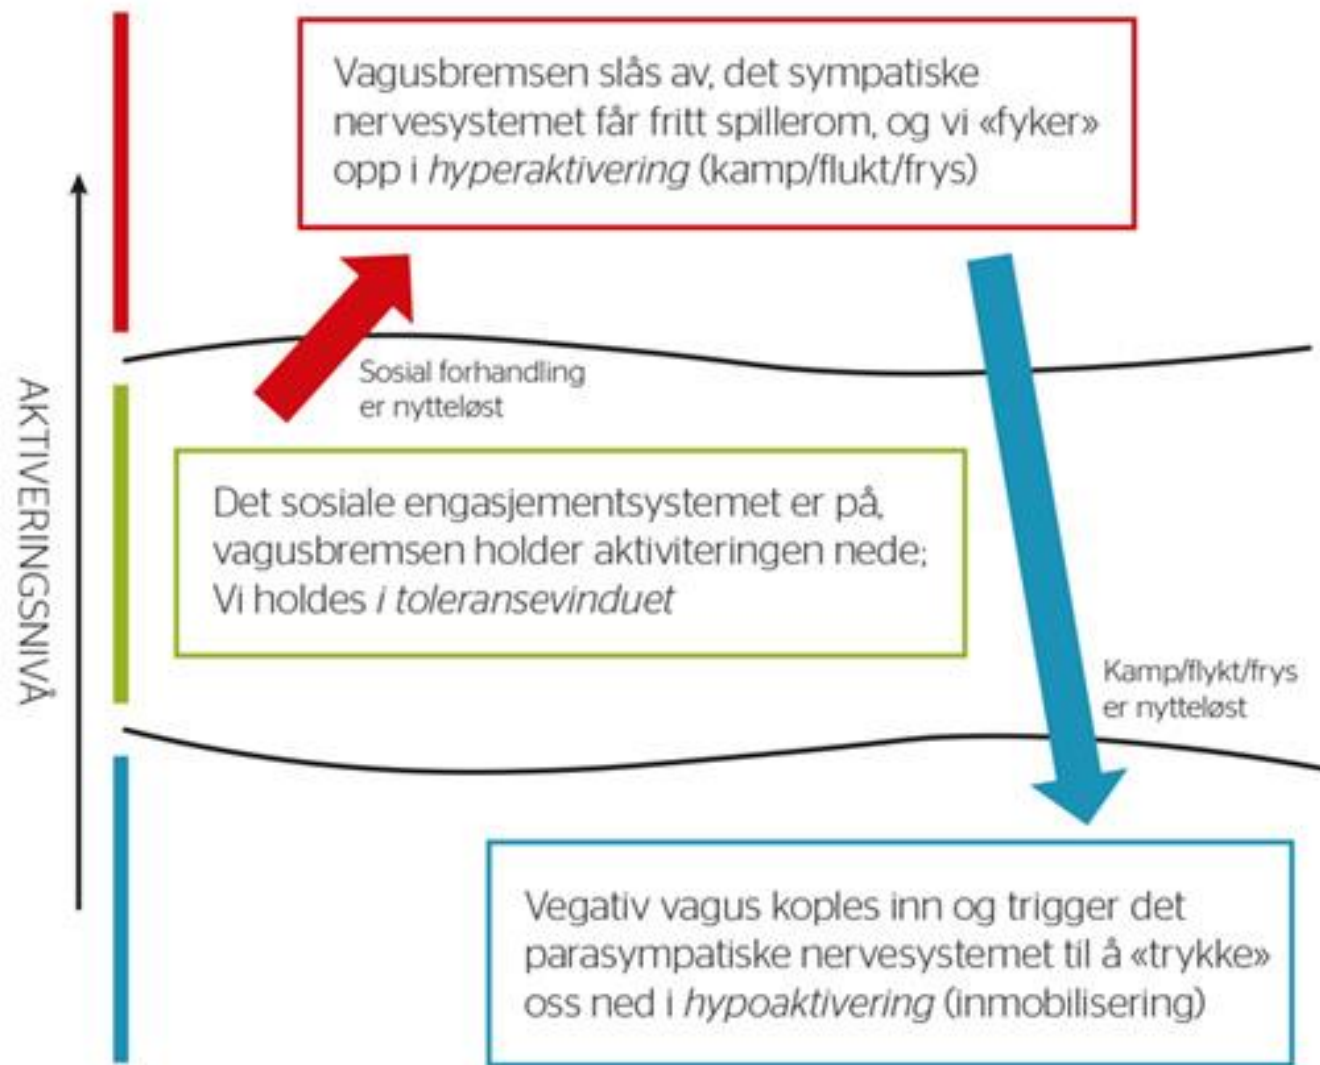 Vagusbremsen slås av, det sympatiske
nervesystemet får fritt spillerom, og vi «fyker»
opp i hyperaktivering (kamp/flukt/frys)
Sosial forhandling
er nytteløst
AKTIVERINGSNIVÅ
Det sosiale engasjementsystemet er på,
vagusbremsen holder aktiviteringen nede;
Vi holdes i toleransevinduet
Kamp/flykt/frys
er nytteløst
Vegativ vagus koples inn og trigger det
parasympatiske nervesystemet til å «trykke»
oss ned i hypoaktivering (inmobilisering)